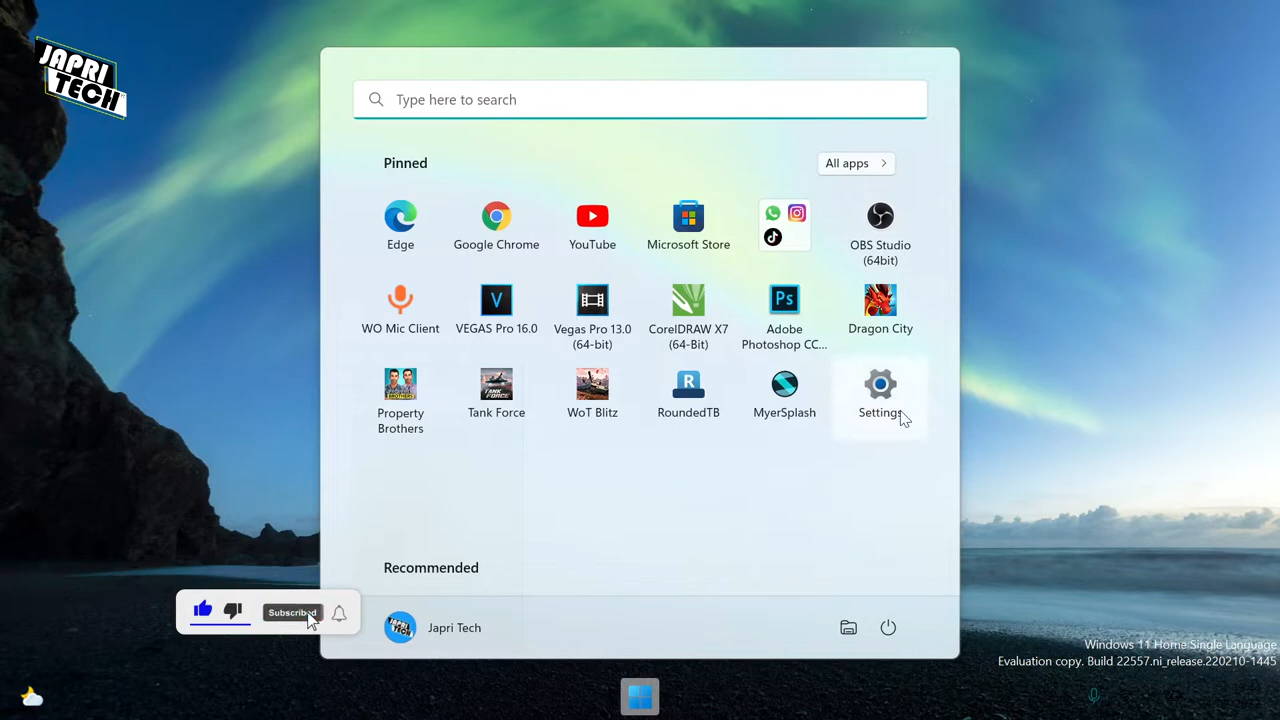 JAPRI
TECH
Type here to search
Pinned
All apps
Edge
Google Chrome
YouTube
Microsoft Store
OBS Studio
(64bit)
WO Mic Client
VEGAS Pro 16.0
Vegas Pro 13.0
(64-bit)
CorelDRAW X7
(64-Bit)
Adobe
Photoshop CC...
Dragon City
Property
Brothers
Tank Force
WoT Blitz
RoundedTB
MyerSplash
Settings
Recommended
Subscribed
Japri Tech
Windows 11 Home Single Language
Evaluation copy. Build 22557.ni_release.220210-1445